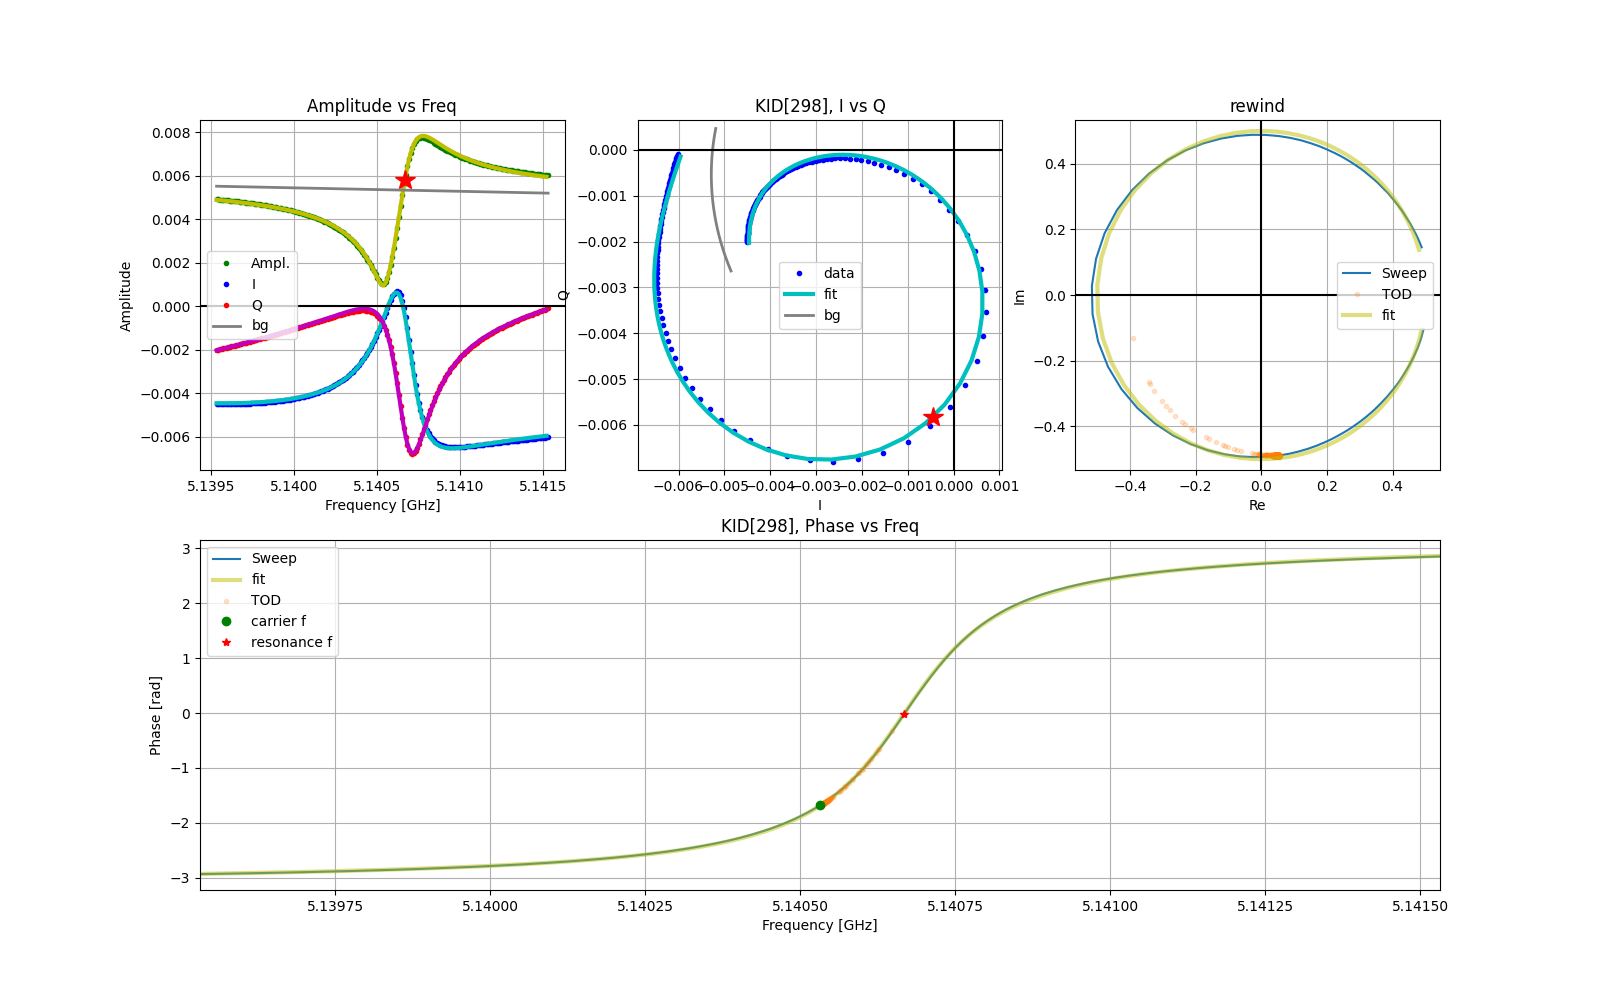 Amplitude vs Freq
0.008
0.006
0.004
0.002
0.000
−0.002
−0.004
−0.006
Amplitude
Ampl.
I
Q
bg
5.1395 5.1400 5.1405 5.1410 5.1415
Frequency [GHz]
KID[298], I vs Q
0.000
−0.001
−0.002
−0.003
−0.004
−0.005
−0.006
Q
data
fit
bg
−0.006 −0.005 −0.004 −0.003 −0.002 −0.001 0.000 0.001
I
rewind
0.4
0.2
0.0
−0.2
−0.4
Im
Sweep
TOD
fit
−0.4 −0.2 0.0 0.2 0.4
Re
KID[298], Phase vs Freq
3
2
1
0
−1
−2
−3
Phase [rad]
Sweep
fit
TOD
carrier f
resonance f
5.13975 5.14000 5.14025 5.14050 5.14075 5.14100 5.14125 5.14150
Frequency [GHz]